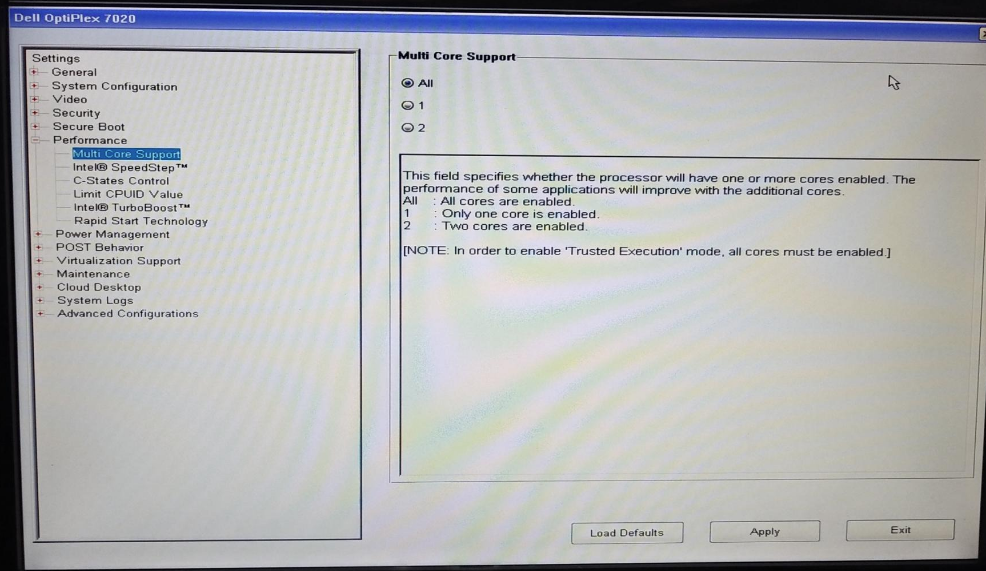 Dell OptiPlex 7020
Settings
General
System Configuration
Video
Security
Secure Boot
Performance
Multi Core Support
Intel® SpeedStep™
C-States Control
Limit CPUID Value
Intel® TurboBoost™
Rapid Start Technology
Power Management
POST Behavior
Virtualization Support
Maintenance
Cloud Desktop
System Logs
Advanced Configurations
Multi Core Support
All
1
2
This field specifies whether the processor will have one or more cores enabled. The
performance of some applications will improve with the additional cores.
All : All cores are enabled.
1 : Only one core is enabled.
2 : Two cores are enabled.
[NOTE: In order to enable 'Trusted Execution' mode, all cores must be enabled.]
Load Defaults
Apply
Exit